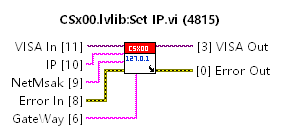 CSx00.lvlib:Set IP.vi (4815)
VISA In [11]
[3] VISA Out
CSX00
IP [10]
127.0.1
[0] Error Out
NetMsak [9]
Error In [8]
GateWay [6]